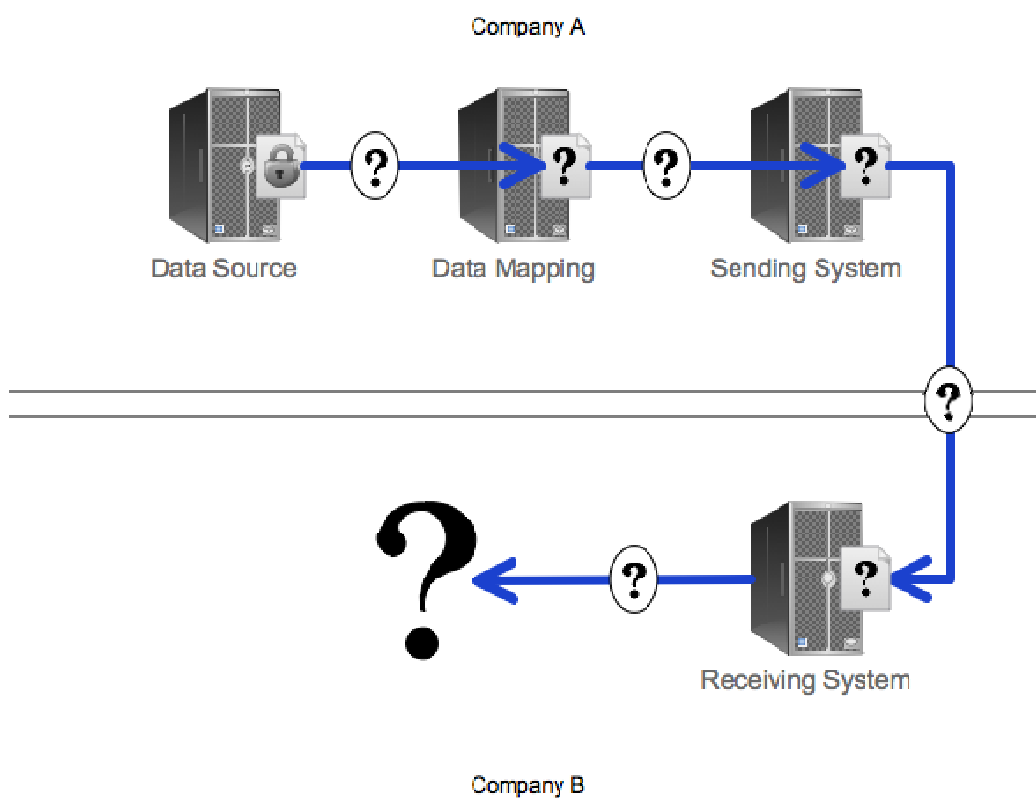 Company A
?
?
?
?
Data Source
Data Mapping
Sending System
?
?
?
?
Receiving System
Company B